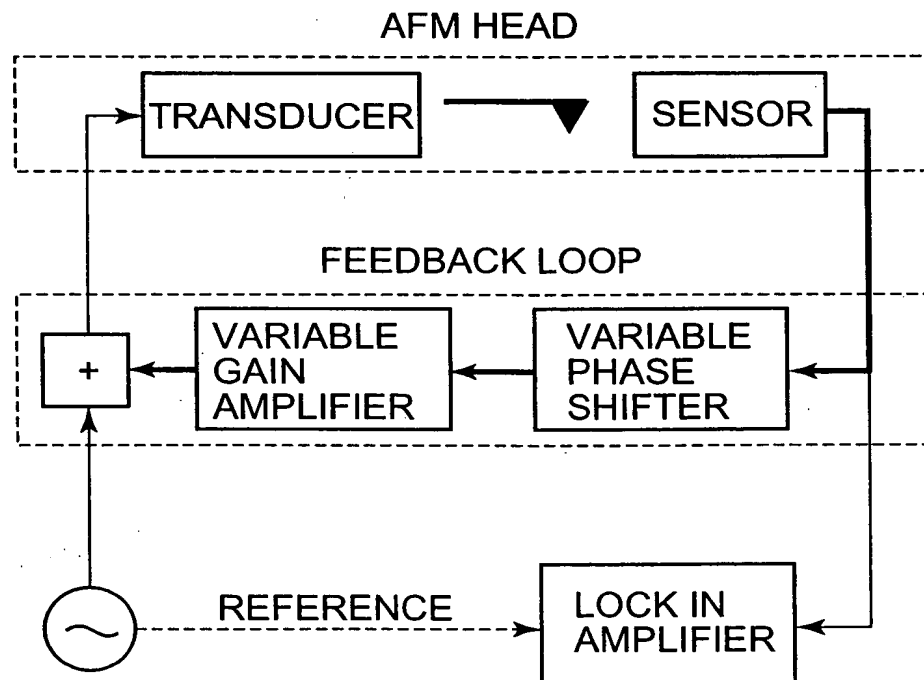 AFM HEAD
TRANSDUCER
SENSOR
FEEDBACK LOOP
+
VARIABLE
GAIN
AMPLIFIER
VARIABLE
PHASE
SHIFTER
REFERENCE
LOCK IN
AMPLIFIER